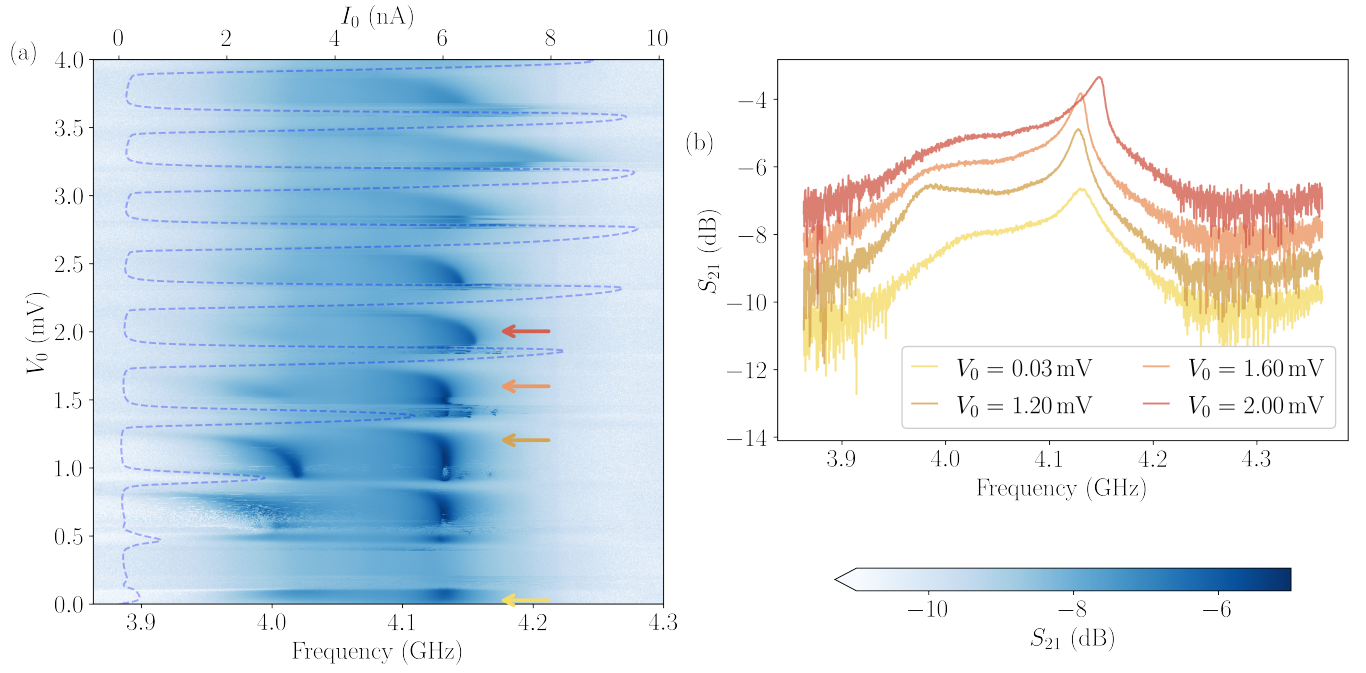 I₀ (nA)
0 2 4 6 8 10
(a)
4.0
3.5
3.0
2.5
2.0
1.5
1.0
0.5
0.0
V₀ (mV)
3.9 4.0 4.1 4.2 4.3
Frequency (GHz)
(b)
−4
−6
−8
−10
−12
−14
S₂₁ (dB)
V₀ = 0.03 mV V₀ = 1.60 mV
V₀ = 1.20 mV V₀ = 2.00 mV
3.9 4.0 4.1 4.2 4.3
Frequency (GHz)
−10 −8 −6
S₂₁ (dB)